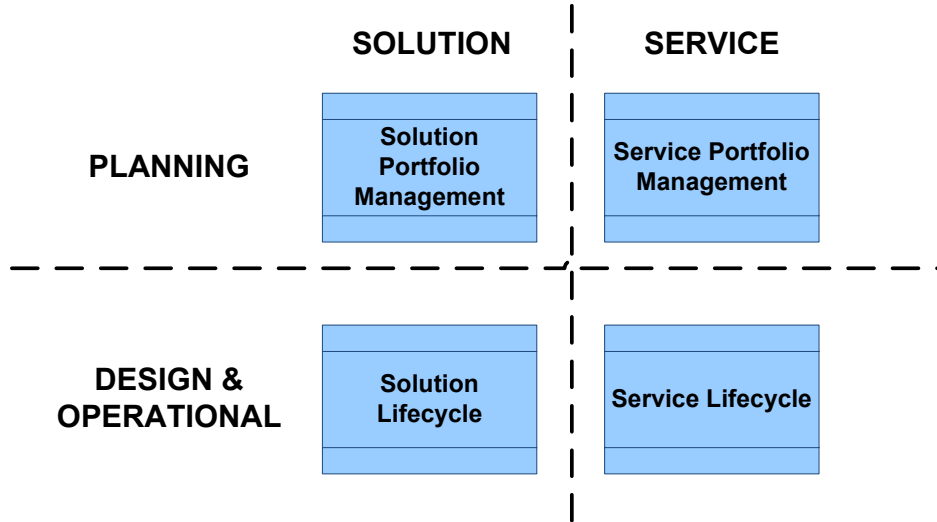 SOLUTION
SERVICE
PLANNING
Solution
Portfolio
Management
Service Portfolio
Management
DESIGN &
OPERATIONAL
Solution
Lifecycle
Service Lifecycle